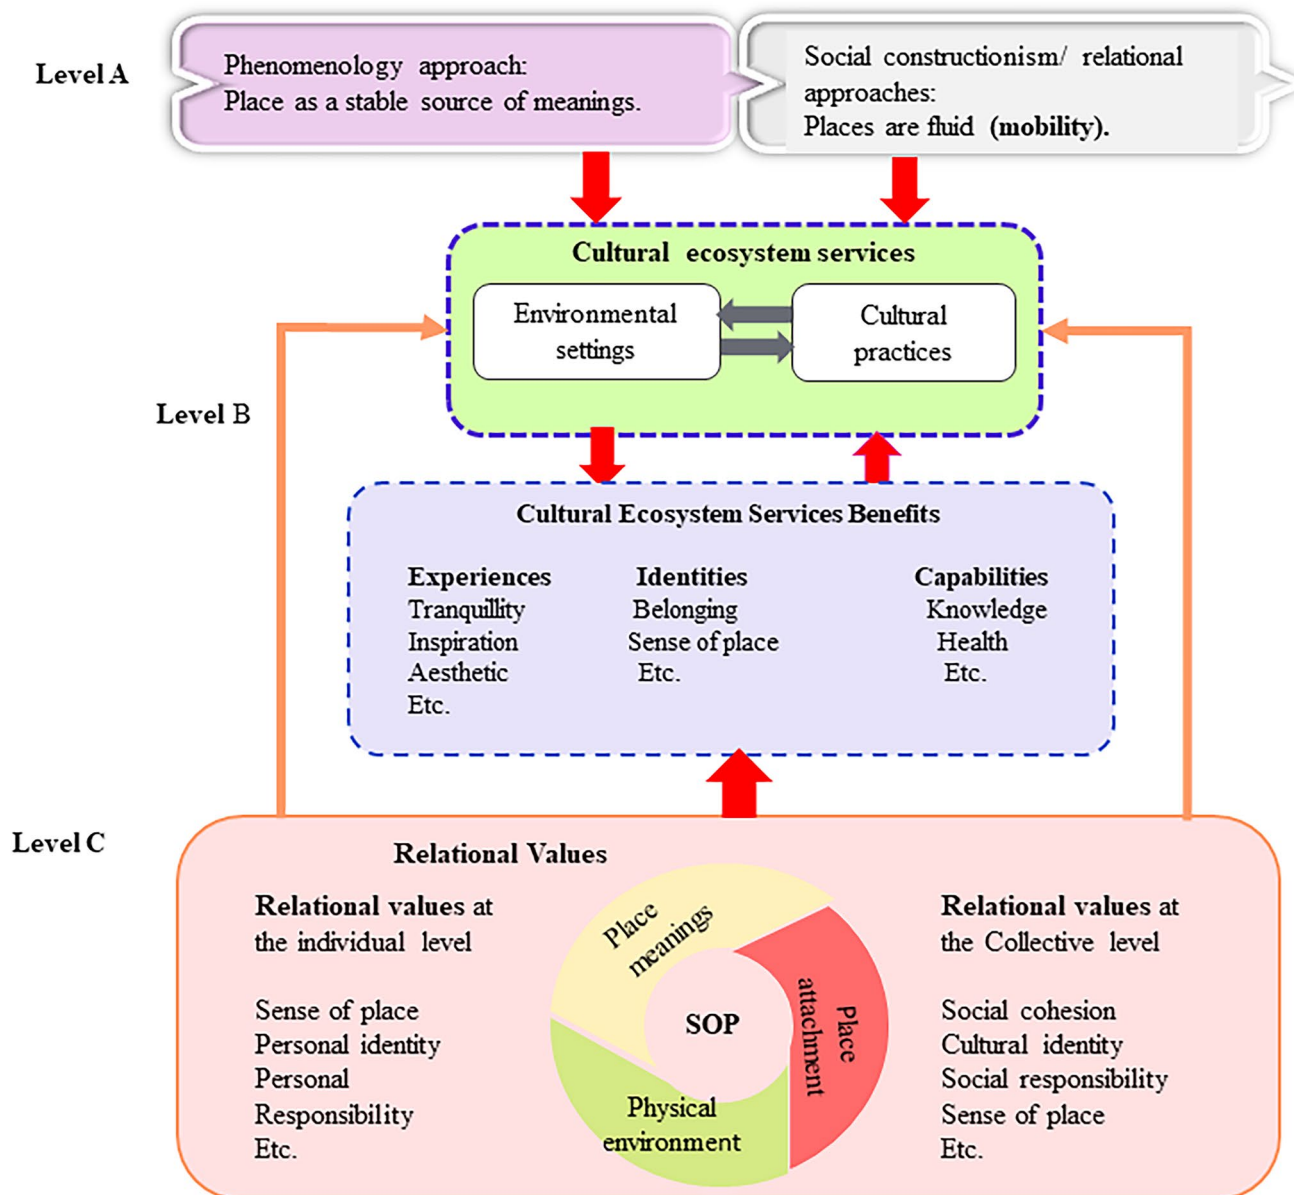 Level A
Phenomenology approach:
Place as a stable source of meanings.
Social constructionism/ relational
approaches:
Places are fluid (mobility).
Cultural ecosystem services
Environmental
settings
Cultural
practices
Level B
Cultural Ecosystem Services Benefits
Experiences
Tranquillity
Inspiration
Aesthetic
Etc.
Identities
Belonging
Sense of place
Etc.
Capabilities
Knowledge
Health
Etc.
Level C
Relational Values
Relational values at
the individual level
Sense of place
Personal identity
Personal
Responsibility
Etc.
Place
meanings
SOP
Place
attachment
Physical
environment
Relational values at
the Collective level
Social cohesion
Cultural identity
Social responsibility
Sense of place
Etc.